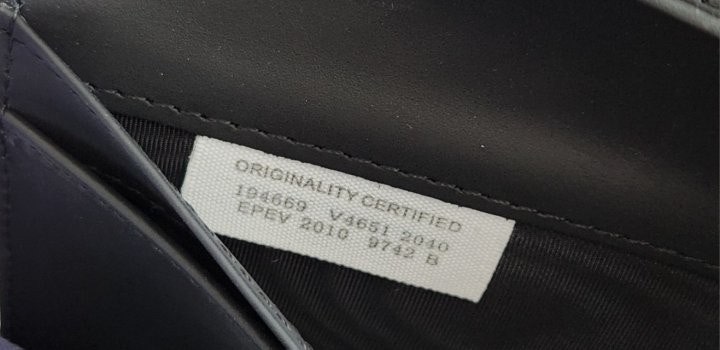 ORIGINALITY CERTIFIED
194669 V4651 2040
EPEV 2010 9742 B